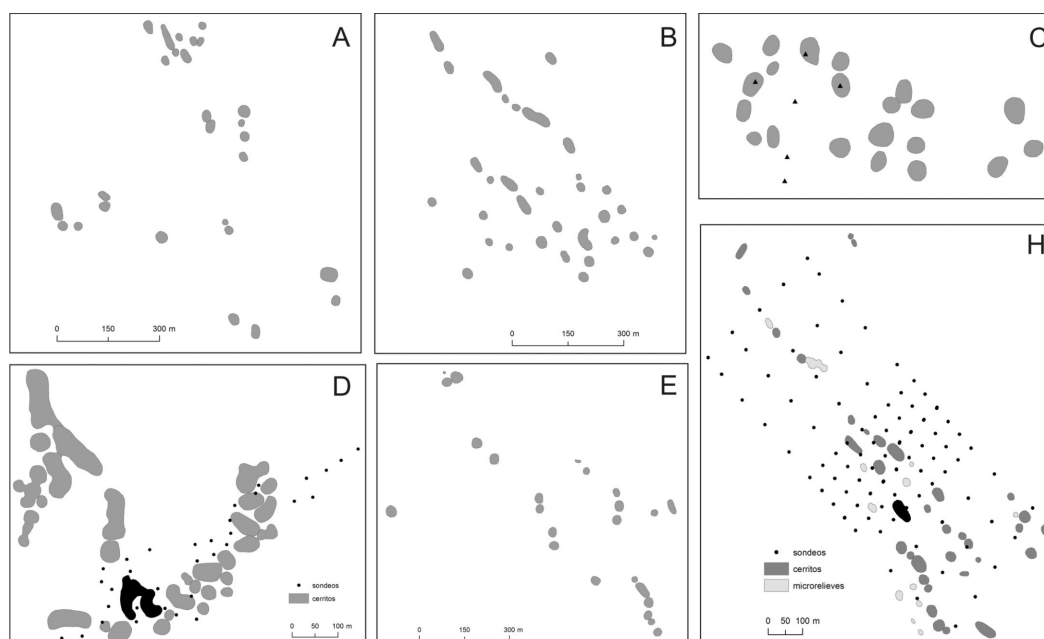 A
0 150 300 m
B
0 150 300 m
C
D
sondeos
cerritos
0 50 100 m
E
0 150 300 m
H
sondeos
cerritos
microrelieves
0 50 100 m